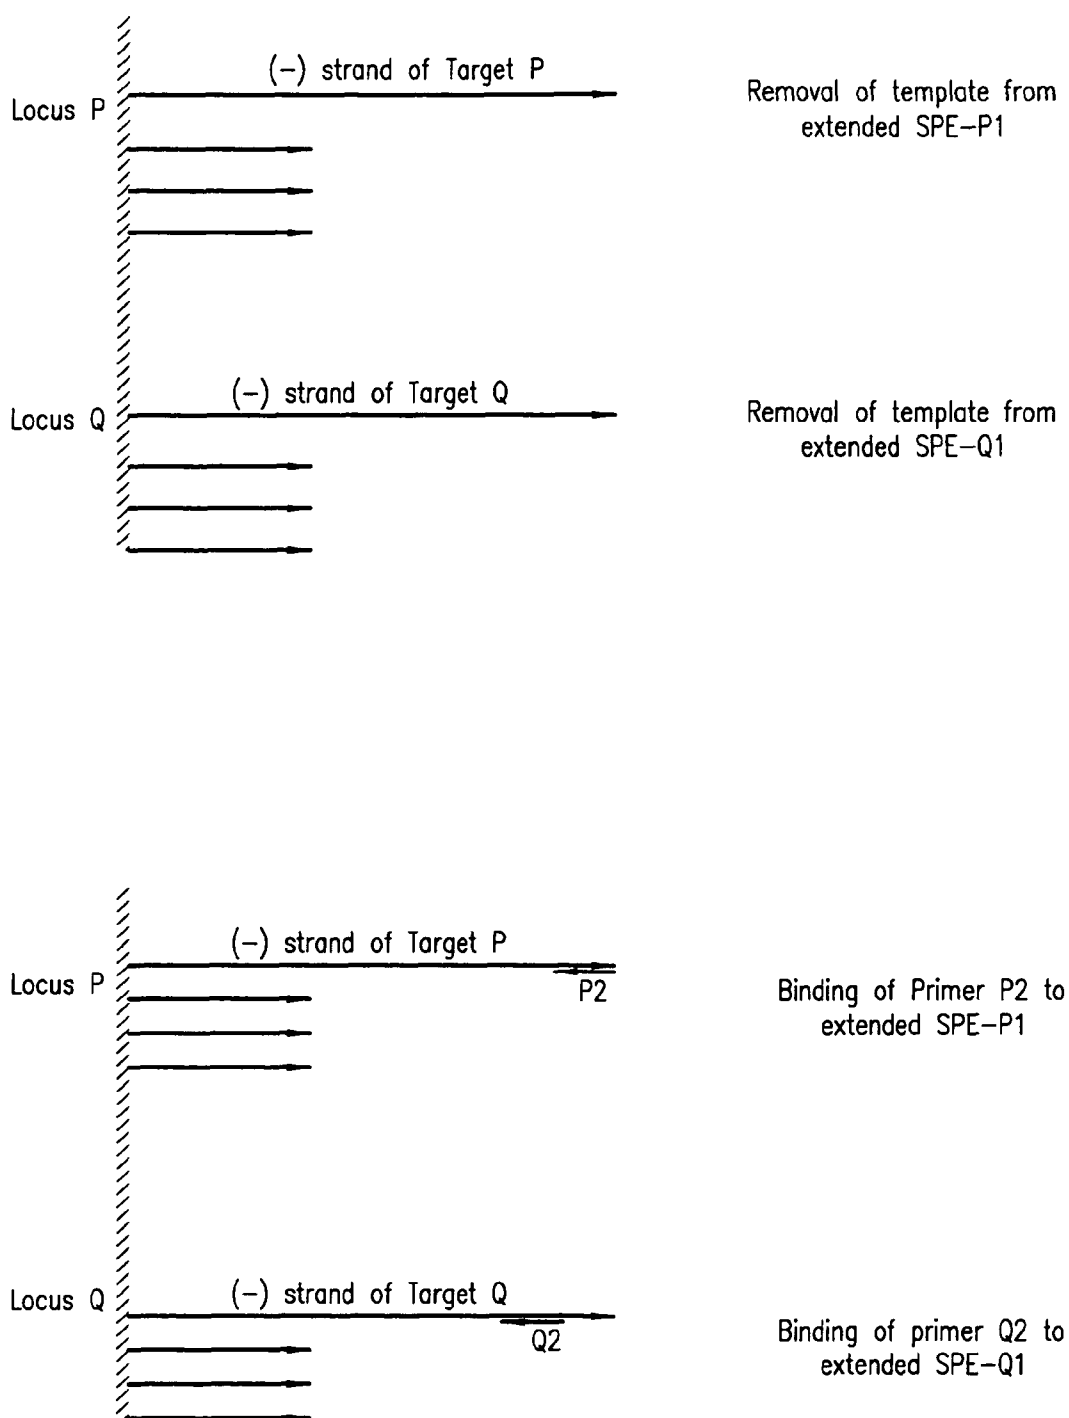 (-) strand of Target P
Locus P
Removal of template from
extended SPE-P1
(-) strand of Target Q
Locus Q
Removal of template from
extended SPE-Q1
(-) strand of Target P
Locus P
P2
Binding of Primer P2 to
extended SPE-P1
(-) strand of Target Q
Locus Q
Q2
Binding of primer Q2 to
extended SPE-Q1